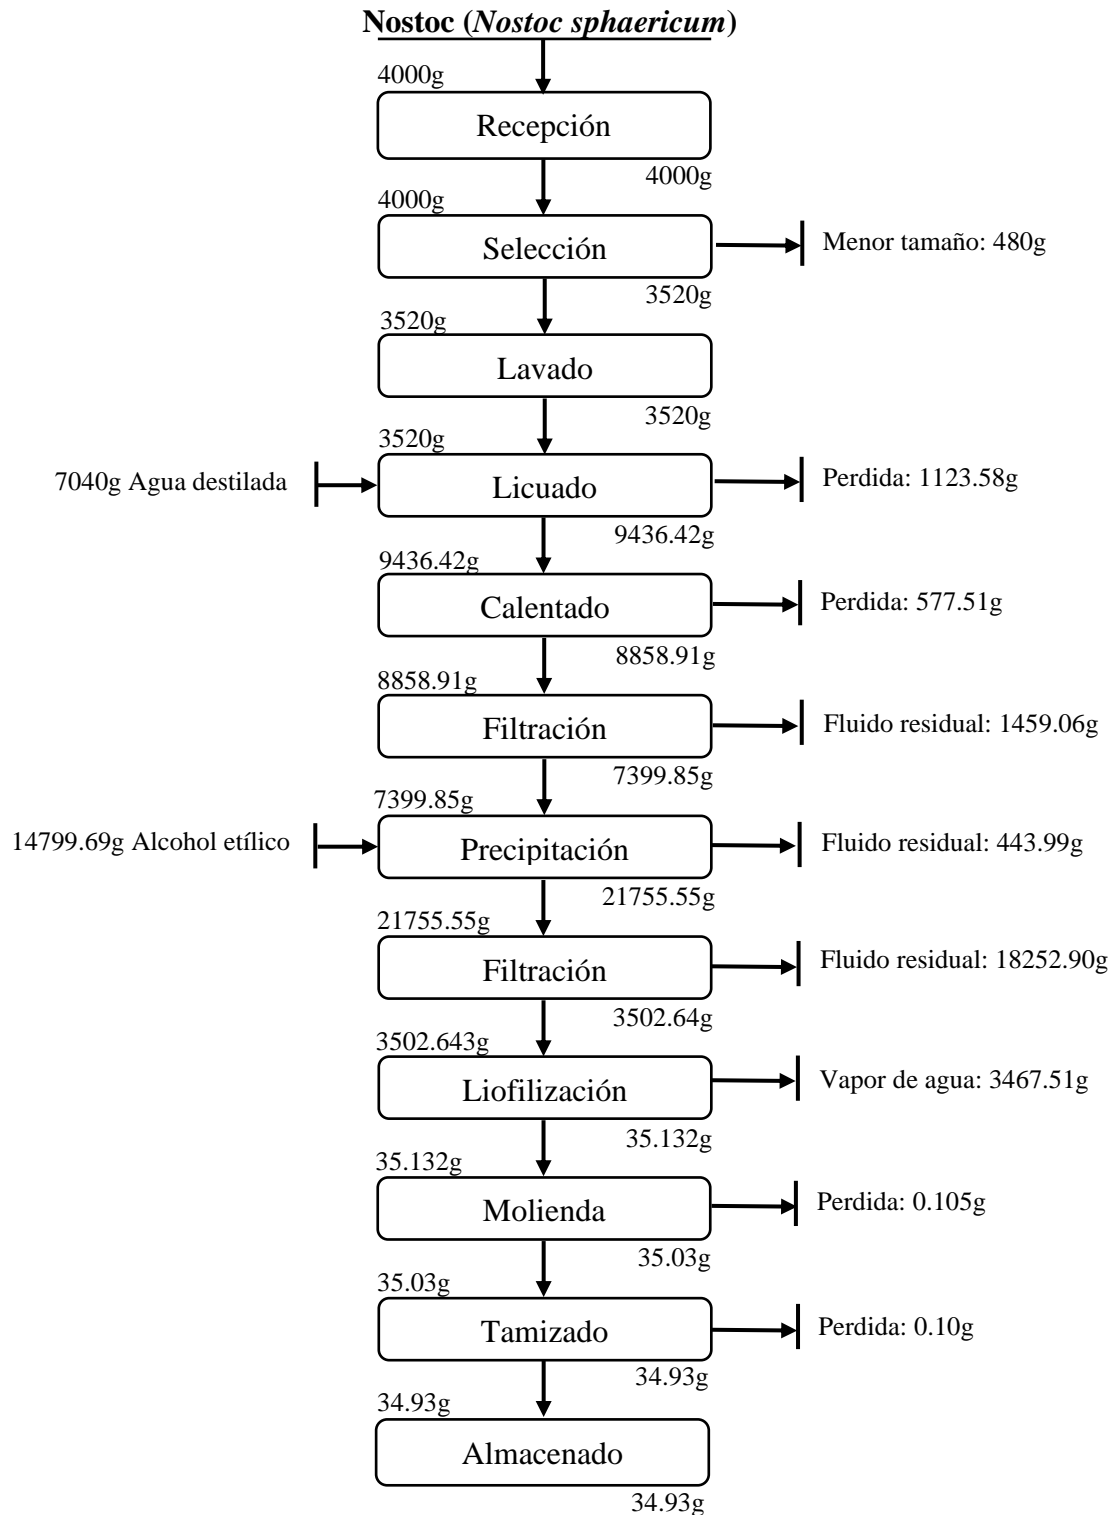 Nostoc (Nostoc sphaericum)
4000g
Recepción
4000g
4000g
Selección
Menor tamaño: 480g
3520g
3520g
Lavado
3520g
3520g
7040g Agua destilada
Licuado
Perdida: 1123.58g
9436.42g
9436.42g
Calentado
Perdida: 577.51g
8858.91g
8858.91g
Filtración
Fluido residual: 1459.06g
7399.85g
7399.85g
14799.69g Alcohol etílico
Precipitación
Fluido residual: 443.99g
21755.55g
21755.55g
Filtración
Fluido residual: 18252.90g
3502.64g
3502.643g
Liofilización
Vapor de agua: 3467.51g
35.132g
35.132g
Molienda
Perdida: 0.105g
35.03g
35.03g
Tamizado
Perdida: 0.10g
34.93g
34.93g
Almacenado
34.93g